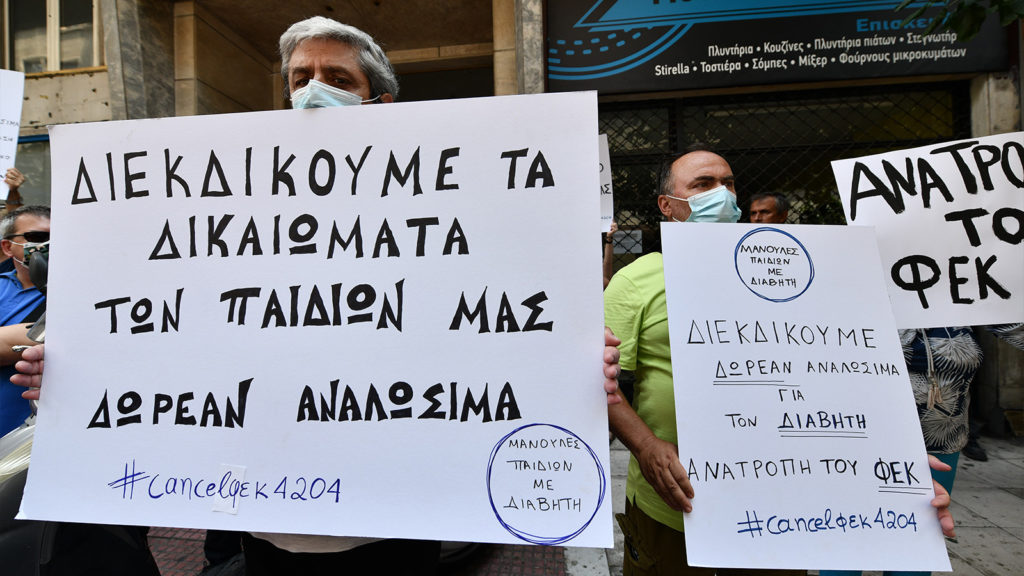 Επισκευ
Πλυντήρια • Κουζίνες • Πλυντήρια πιάτων • Στεγνωτήρ
Stirella • Τοστιέρα • Σόμπες • Μίξερ • Φούρνους μικροκυμάτων
ΔΙΕΚΔΙΚΟΥΜΕ ΤΑ
ΔΙΚΑΙΩΜΑΤΑ
ΤΩΝ ΠΑΙΔΙΩΝ ΜΑΣ
ΔΩΡΕΑΝ ΑΝΑΛΩΣΙΜΑ
#cancelφεκ4204
ΜΑΝΟΥΛΕΣ
ΠΑΙΔΙΩΝ
ΜΕ
ΔΙΑΒΗΤΗ
ΜΑΝΟΥΛΕΣ
ΠΑΙΔΙΩΝ
ΜΕ
ΔΙΑΒΗΤΗ
ΔΙΕΚΔΙΚΟΥΜΕ
ΔΩΡΕΑΝ ΑΝΑΛΩΣΙΜΑ
ΓΙΑ
ΤΟΝ ΔΙΑΒΗΤΗ
ΑΝΑΤΡΟΠΗ ΤΟΥ ΦΕΚ
#cancelφεκ4204
ΑΝΑΤΡΟ
ΤΟ
ΦΕΚ